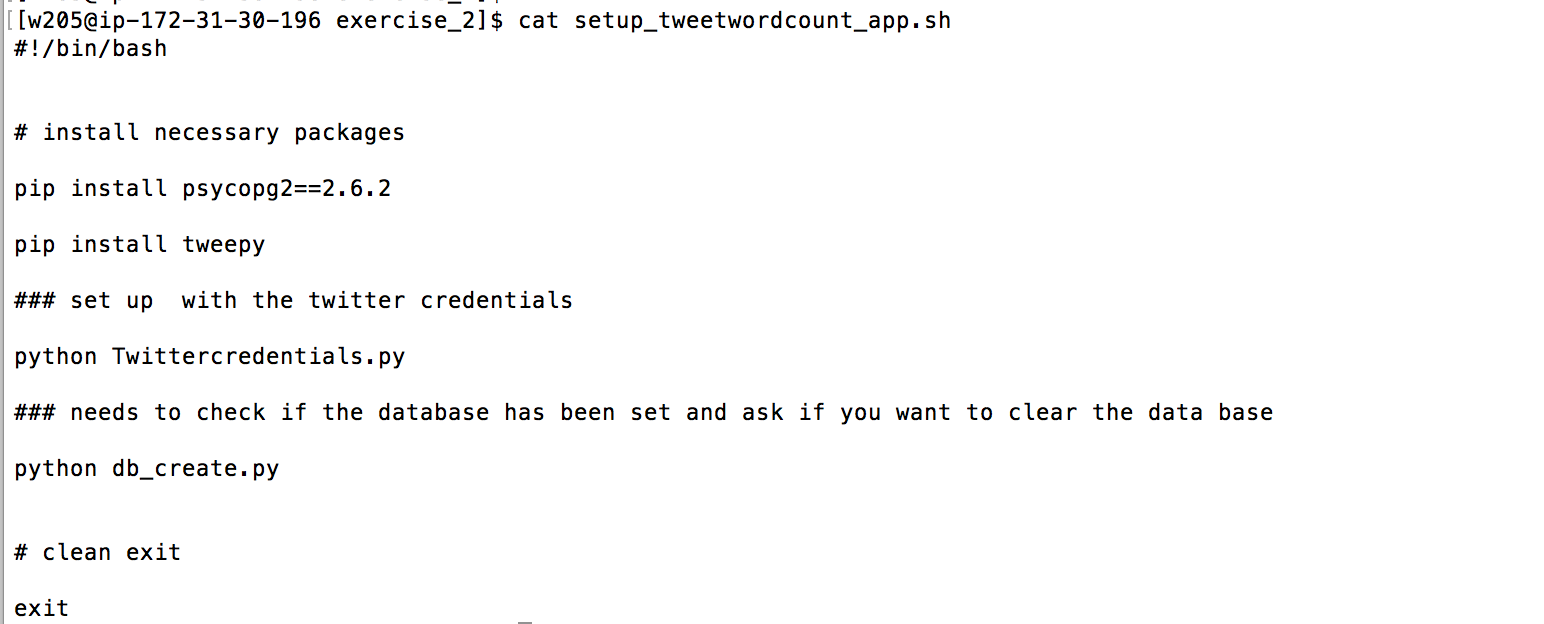 [[w205@ip-172-31-30-196 exercise_2]$ cat setup_tweetwordcount_app.sh
#!/bin/bash
# install necessary packages
pip install psycopg2==2.6.2
pip install tweepy
### set up  with the twitter credentials
python Twittercredentials.py
### needs to check if the database has been set and ask if you want to clear the data base
python db_create.py
# clean exit
exit